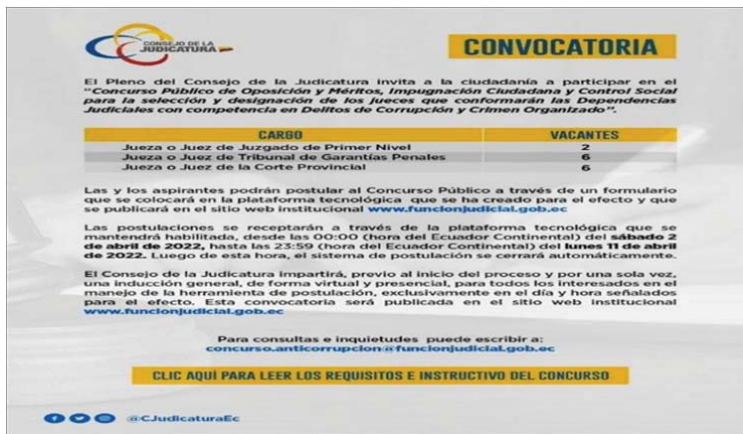 CONSEJO DE LA
JUDICATURA
CONVOCATORIA
El Pleno del Consejo de la Judicatura invita a la ciudadanía a participar en el
"Concurso Público de Oposición y Méritos, Impugnación Ciudadana y Control Social
para la selección y designación de los jueces que conformarán las Dependencias
Judiciales con competencia en Delitos de Corrupción y Crimen Organizado".
CARGO VACANTES
Jueza o Juez de Juzgado de Primer Nivel 2
Jueza o Juez de Tribunal de Garantías Penales 6
Jueza o Juez de la Corte Provincial 6
Las y los aspirantes podrán postular al Concurso Público a través de un formulario
que se colocará en la plataforma tecnológica que se ha creado para el efecto y que
se publicará en el sitio web institucional www.funcionjudicial.gob.ec
Las postulaciones se receptarán a través de la plataforma tecnológica que se
mantendrá habilitada, desde las 00:00 (hora del Ecuador Continental) del sábado 2
de abril de 2022, hasta las 23:59 (hora del Ecuador Continental) del lunes 11 de abril
de 2022. Luego de esta hora, el sistema de postulación se cerrará automáticamente.
El Consejo de la Judicatura impartirá, previo al inicio del proceso y por una sola vez,
una inducción general, de forma virtual y presencial, para todos los interesados en el
manejo de la herramienta de postulación, exclusivamente en el día y hora señalados
para el efecto. Esta convocatoria será publicada en el sitio web institucional
www.funcionjudicial.gob.ec
Para consultas e inquietudes puede escribir a:
concurso.anticorrupcion@funcionjudicial.gob.ec
CLIC AQUÍ PARA LEER LOS REQUISITOS E INSTRUCTIVO DEL CONCURSO
@CJudicaturaEc